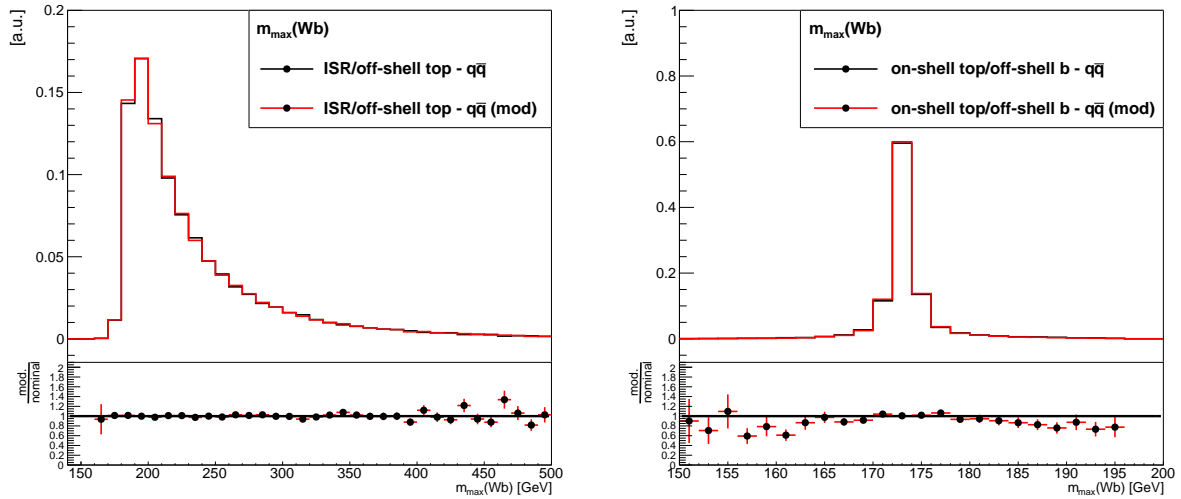 [a.u.]
m_max(Wb)
ISR/off-shell top - qq̅
ISR/off-shell top - qq̅ (mod)
0.15
0.1
0.05
0
mod.
nominal
2
1.8
1.6
1.4
1.2
1
0.8
0.6
0.4
0.2
0
150 200 250 300 350 400 450 500
m_max(Wb) [GeV]
[a.u.]
m_max(Wb)
on-shell top/off-shell b - qq̅
on-shell top/off-shell b - qq̅ (mod)
1
0.8
0.6
0.4
0.2
0
mod.
nominal
2
1.8
1.6
1.4
1.2
1
0.8
0.6
0.4
0.2
0
150 155 160 165 170 175 180 185 190 195 200
m_max(Wb) [GeV]